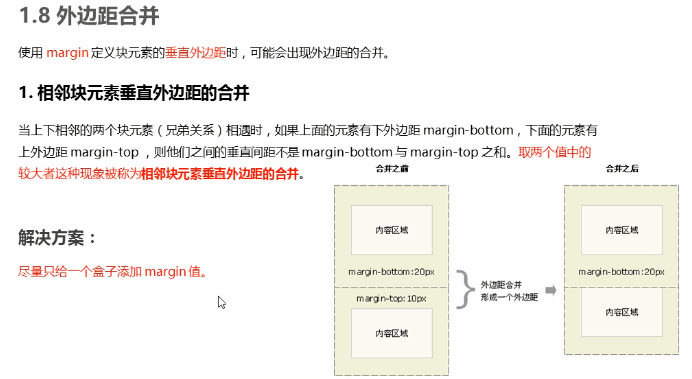 1.8 外边距合并
使用 margin 定义块元素的垂直外边距时，可能会出现外边距的合并。
1. 相邻块元素垂直外边距的合并
当上下相邻的两个块元素（兄弟关系）相遇时，如果上面的元素有下外边距 margin-bottom，下面的元素有
上外边距 margin-top ，则他们之间的垂直间距不是 margin-bottom 与 margin-top 之和。取两个值中的
较大者这种现象被称为相邻块元素垂直外边距的合并。
解决方案：
尽量只给一个盒子添加 margin 值。
合并之前
内容区域
margin-bottom:20px
margin-top:10px
内容区域
外边距合并
形成一个外边距
合并之后
内容区域
margin-bottom:20px
内容区域